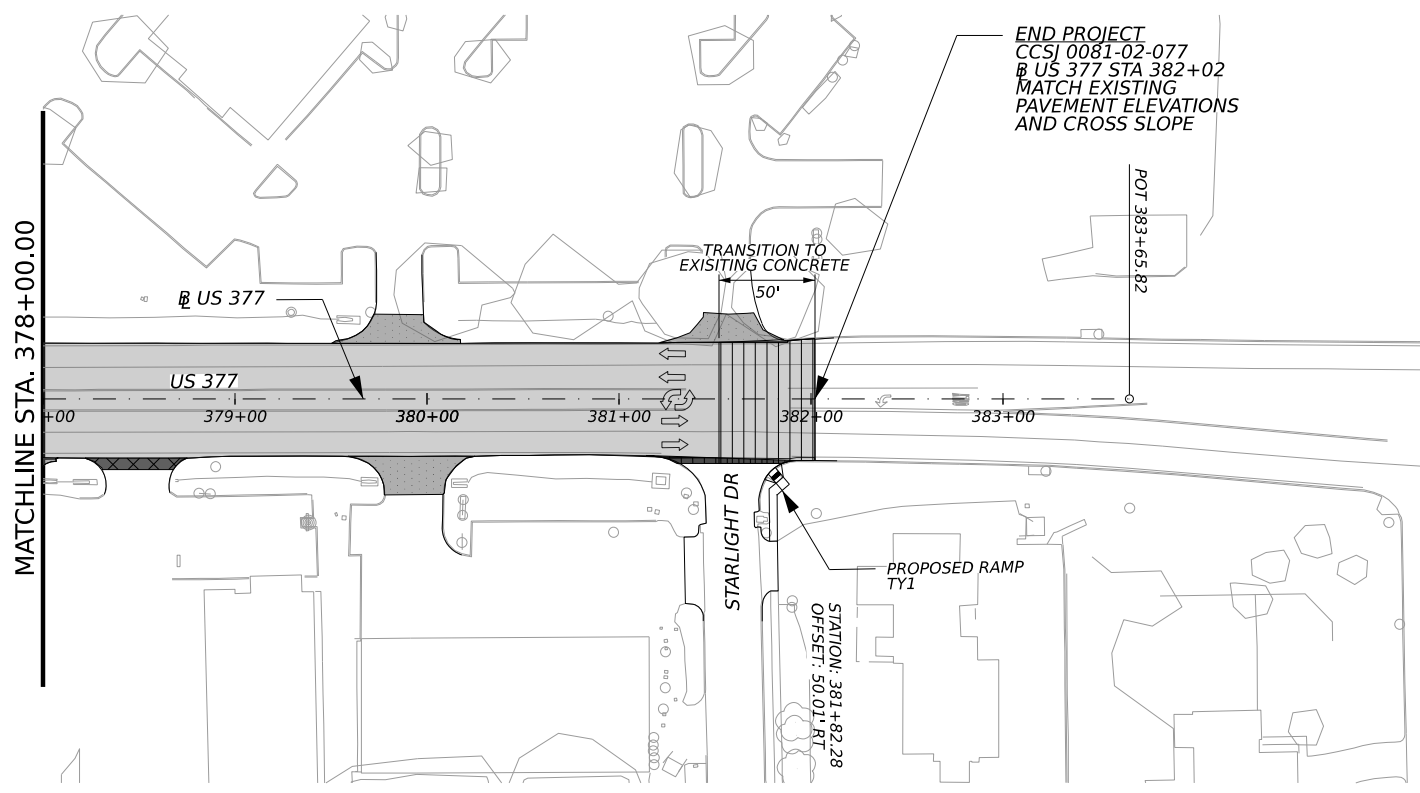 END PROJECT
CCSJ 0081-02-077
BL US 377 STA 382+02
MATCH EXISTING
PAVEMENT ELEVATIONS
AND CROSS SLOPE
POT 383+65.82
MATCHLINE STA. 378+00.00
TRANSITION TO
EXISITING CONCRETE
50'
BL US 377
US 377
+00
379+00
380+00
381+00
382+00
383+00
STARLIGHT DR
PROPOSED RAMP
TY1
STATION: 381+82.28
OFFSET: 50.01' RT